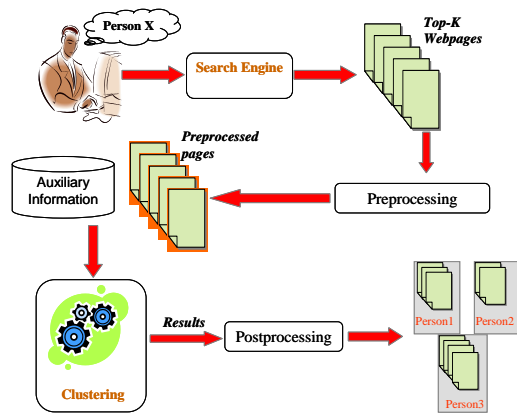 Person X
Search Engine
Top-K
Webpages
Preprocessed
pages
Auxiliary
Information
Preprocessing
Clustering
Results
Postprocessing
Person1
Person2
Person3